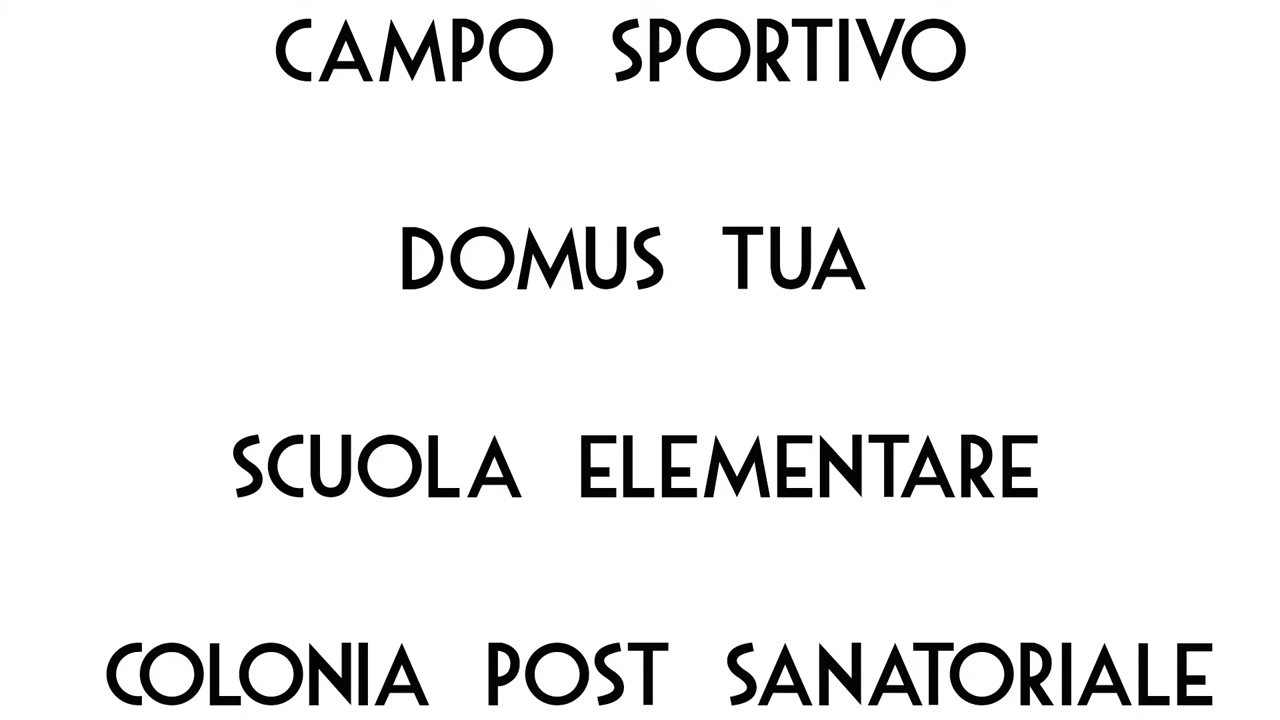 CAMPO SPORTIVO
DOMUS TUA
SCUOLA ELEMENTARE
COLONIA POST SANATORIALE